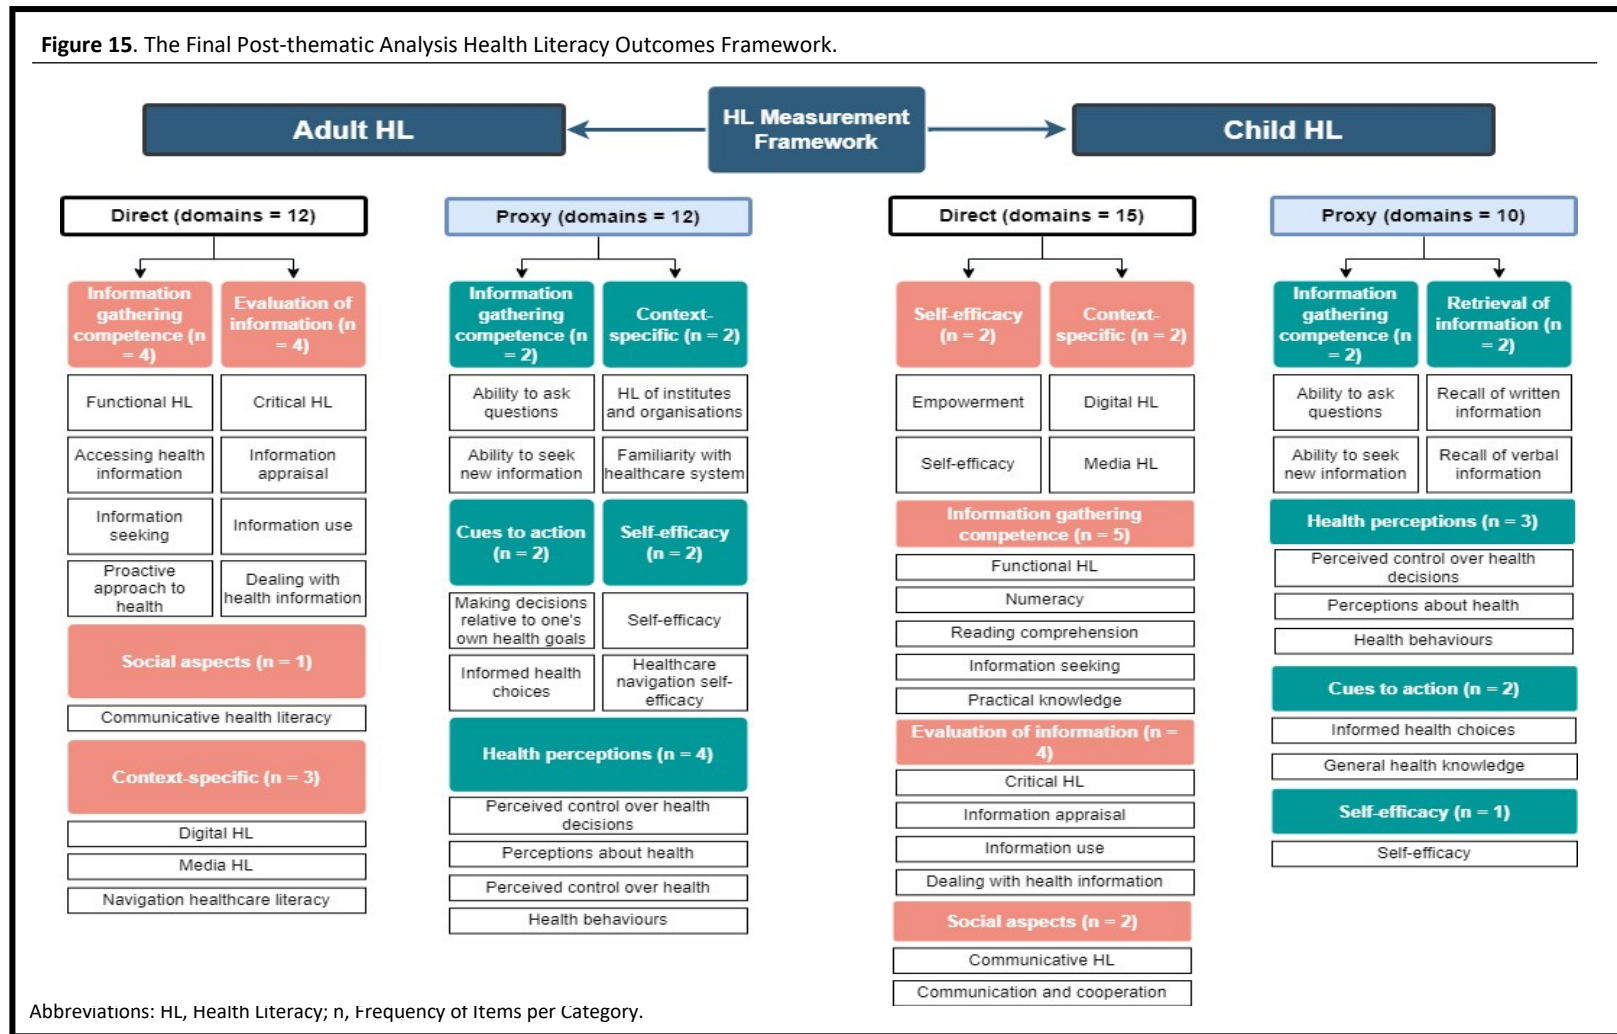 Figure 15. The Final Post-thematic Analysis Health Literacy Outcomes Framework.
HL Measurement
Framework
Adult HL
Child HL
Direct (domains = 12)
Information
gathering
competence (n
= 4)
Functional HL
Accessing health
information
Information
seeking
Proactive
approach to
health
Evaluation of
information (n
= 4)
Critical HL
Information
appraisal
Information use
Dealing with
health information
Social aspects (n = 1)
Communicative health literacy
Context-specific (n = 3)
Digital HL
Media HL
Navigation healthcare literacy
Proxy (domains = 12)
Information
gathering
competence (n
= 2)
Ability to ask
questions
Ability to seek
new information
Context-
specific (n = 2)
HL of institutes
and organisations
Familiarity with
healthcare system
Cues to action
(n = 2)
Making decisions
relative to one's
own health goals
Informed health
choices
Self-efficacy
(n = 2)
Self-efficacy
Healthcare
navigation self-
efficacy
Health perceptions (n = 4)
Perceived control over health
decisions
Perceptions about health
Perceived control over health
Health behaviours
Direct (domains = 15)
Self-efficacy
(n = 2)
Empowerment
Self-efficacy
Context-
specific (n = 2)
Digital HL
Media HL
Information gathering
competence (n = 5)
Functional HL
Numeracy
Reading comprehension
Information seeking
Practical knowledge
Evaluation of information (n =
4)
Critical HL
Information appraisal
Information use
Dealing with health information
Social aspects (n = 2)
Communicative HL
Communication and cooperation
Proxy (domains = 10)
Information
gathering
competence (n
= 2)
Ability to ask
questions
Ability to seek
new information
Retrieval of
information (n
= 2)
Recall of written
information
Recall of verbal
information
Health perceptions (n = 3)
Perceived control over health
decisions
Perceptions about health
Health behaviours
Cues to action (n = 2)
Informed health choices
General health knowledge
Self-efficacy (n = 1)
Self-efficacy
Abbreviations: HL, Health Literacy; n, Frequency of Items per Category.